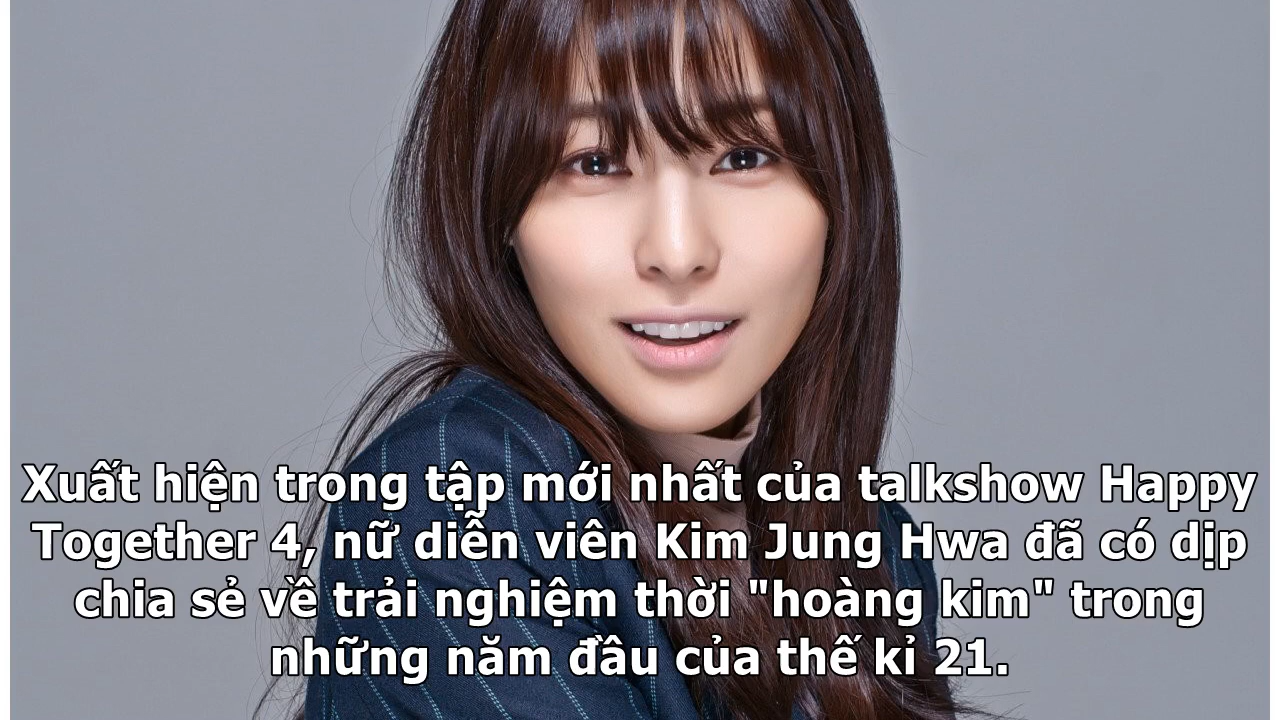 Xuất hiện trong tập mới nhất của talkshow Happy
Together 4, nữ diễn viên Kim Jung Hwa đã có dịp
chia sẻ về trải nghiệm thời "hoàng kim" trong
những năm đầu của thế kỉ 21.